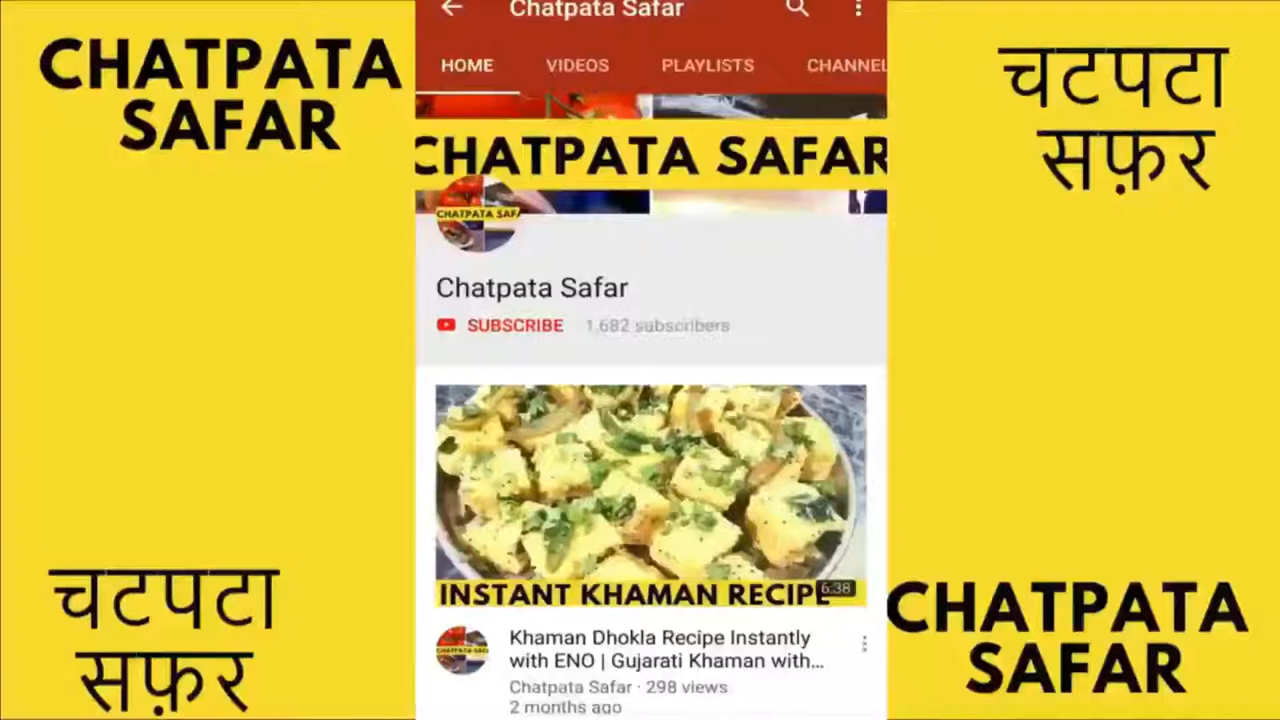 CHATPATA
SAFAR
चटपटा
सफ़र
Chatpata Safar
HOME VIDEOS PLAYLISTS CHANNEL
CHATPATA SAFAR
CHATPATA SAFA
Chatpata Safar
SUBSCRIBE 1,682 subscribers
INSTANT KHAMAN RECIPE
6:38
Khaman Dhokla Recipe Instantly
with ENO | Gujarati Khaman with...
Chatpata Safar · 298 views
2 months ago
चटपटा
सफ़र
CHATPATA
SAFAR